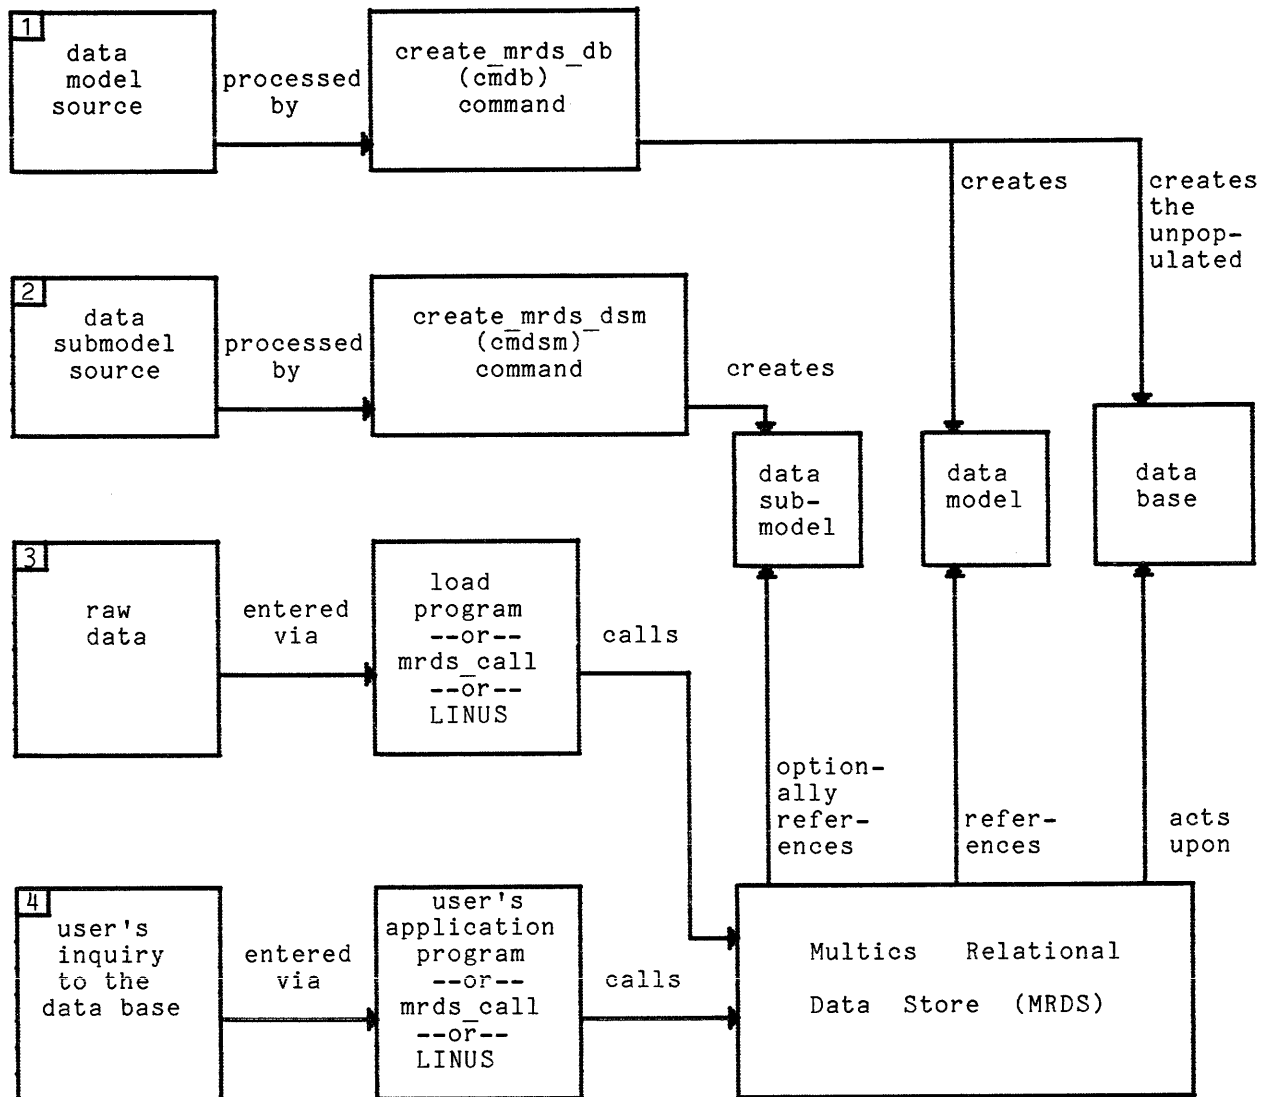 1
data
model
source
processed
by
create_mrds_db
(cmdb)
command
creates
creates
the
unpop-
ulated
2
data
submodel
source
processed
by
create_mrds_dsm
(cmdsm)
command
creates
data
sub-
model
data
model
data
base
3
raw
data
entered
via
load
program
--or--
mrds_call
--or--
LINUS
calls
option-
ally
refer-
ences
refer-
ences
acts
upon
4
user's
inquiry
to the
data base
entered
via
user's
application
program
--or--
mrds_call
--or--
LINUS
calls
Multics Relational
Data Store (MRDS)